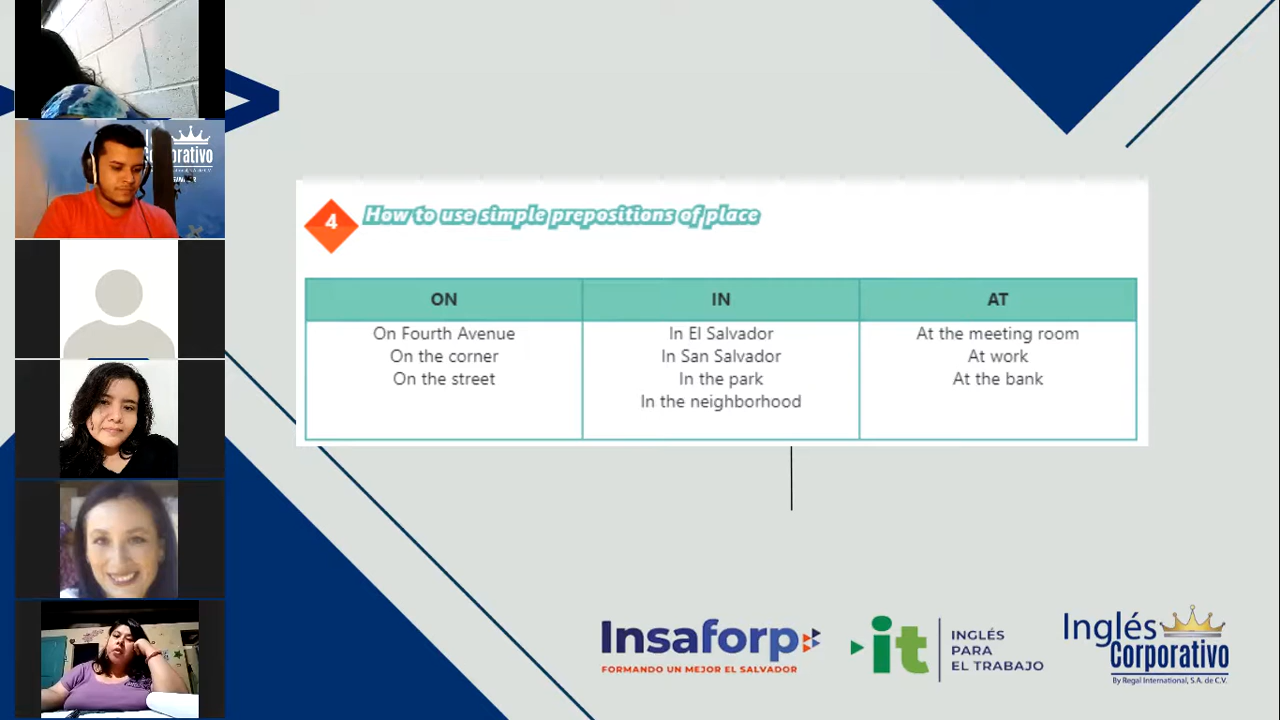 4
How to use simple prepositions of place
ON
IN
AT
On Fourth Avenue
On the corner
On the street
In El Salvador
In San Salvador
In the park
In the neighborhood
At the meeting room
At work
At the bank
Insaforp
FORMANDO UN MEJOR EL SALVADOR
it
INGLÉS
PARA
EL TRABAJO
Inglés
Corporativo
By Regal International, S.A. de C.V.
orativo